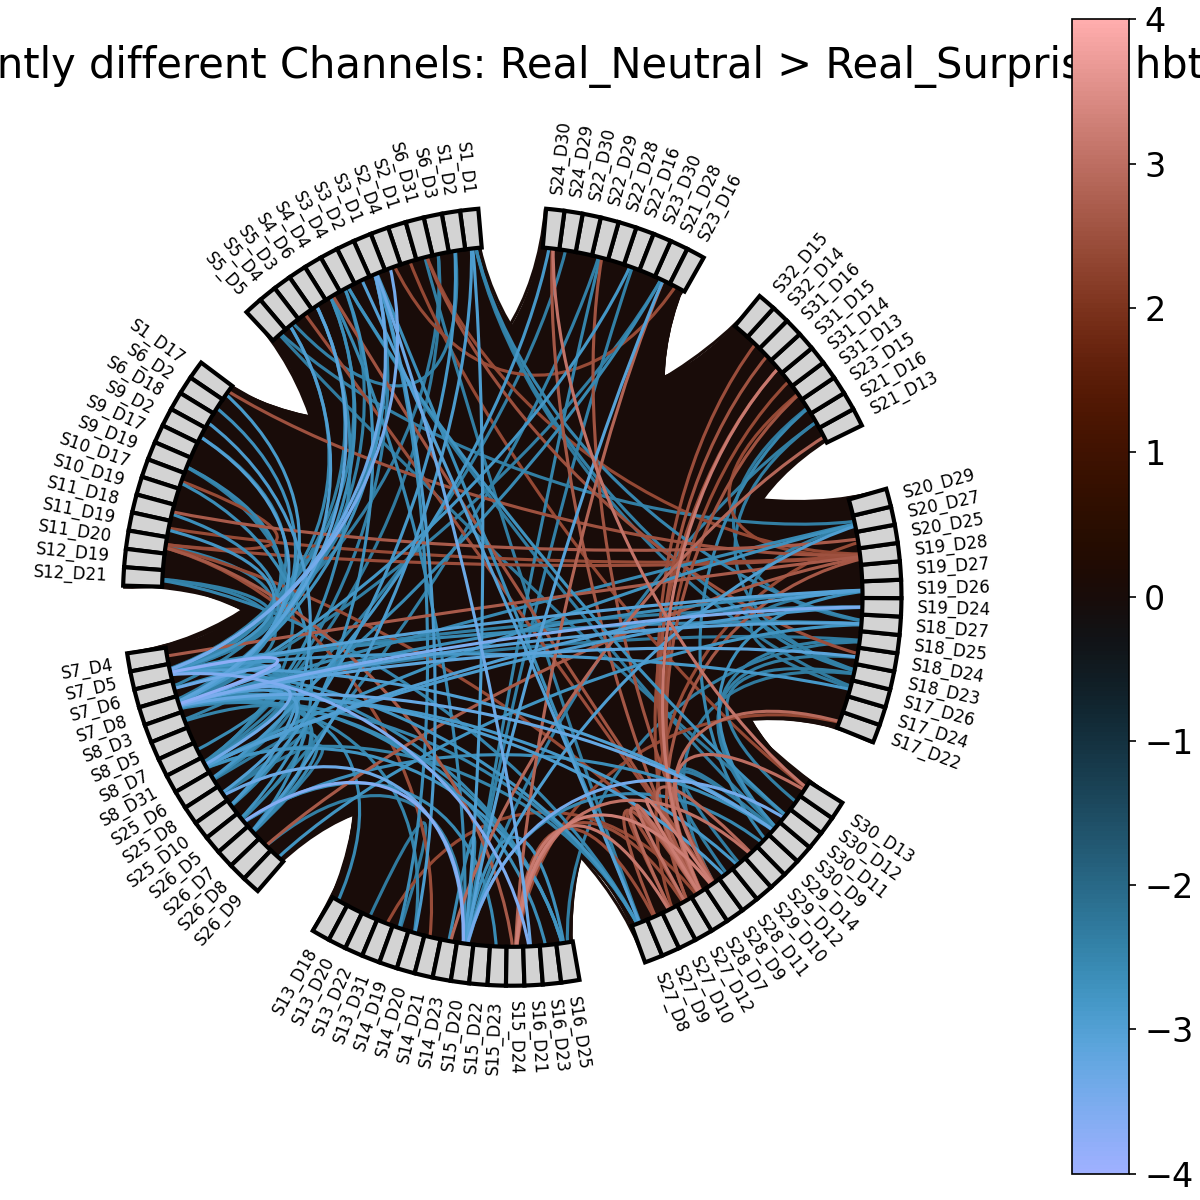 ntly different Channels: Real_Neutral > Real_Surpris hbt
S24_D30
S24_D29
S22_D30
S22_D29
S22_D28
S22_D16
S23_D30
S21_D28
S23_D16
S32_D15
S32_D14
S31_D16
S31_D15
S31_D14
S31_D13
S23_D15
S21_D16
S21_D13
S20_D29
S20_D27
S20_D25
S19_D28
S19_D27
S19_D26
S19_D24
S18_D27
S18_D25
S18_D24
S18_D23
S17_D26
S17_D24
S17_D22
S30_D13
S30_D12
S30_D11
S30_D9
S29_D14
S29_D12
S29_D10
S28_D11
S28_D9
S28_D7
S27_D12
S27_D10
S27_D9
S27_D8
S16_D25
S16_D23
S16_D21
S15_D24
S15_D23
S15_D22
S15_D20
S14_D23
S14_D21
S14_D20
S14_D19
S13_D31
S13_D22
S13_D20
S13_D18
S26_D9
S26_D8
S26_D7
S26_D5
S25_D10
S25_D8
S25_D6
S8_D31
S8_D7
S8_D5
S8_D3
S7_D8
S7_D6
S7_D5
S7_D4
S12_D21
S12_D19
S11_D20
S11_D19
S11_D18
S10_D19
S10_D17
S9_D19
S9_D17
S9_D2
S6_D18
S6_D2
S1_D17
S5_D5
S5_D4
S5_D3
S4_D6
S4_D4
S3_D4
S3_D2
S3_D1
S2_D4
S2_D1
S6_D31
S6_D3
S1_D2
S1_D1
4
3
2
1
0
−1
−2
−3
−4